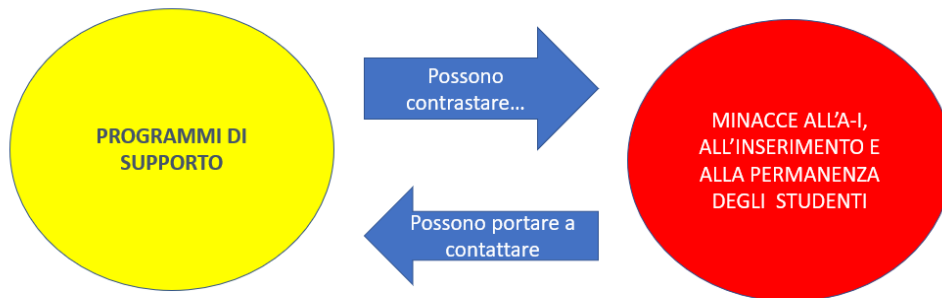 PROGRAMMI DI
SUPPORTO
Possono
contrastare...
MINACCE ALL'A-I,
ALL'INSERIMENTO E
ALLA PERMANENZA
DEGLI STUDENTI
Possono portare a
contattare